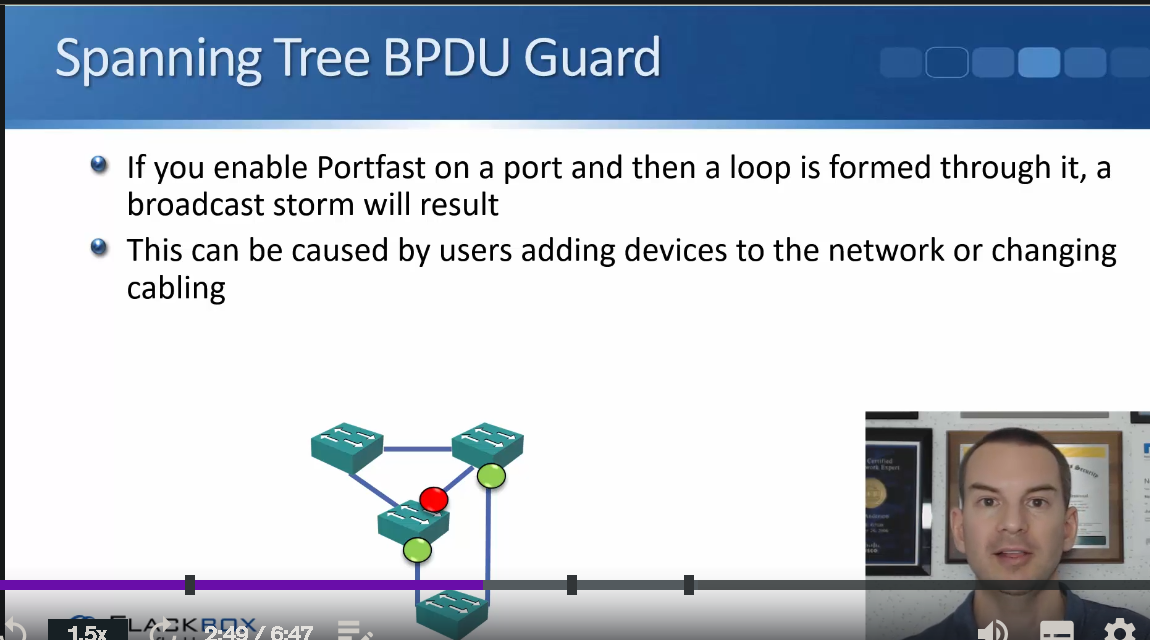 Spanning Tree BPDU Guard
If you enable Portfast on a port and then a loop is formed through it, a
broadcast storm will result
This can be caused by users adding devices to the network or changing
cabling
FLACKBOX
1.5x
2:49 / 6:47